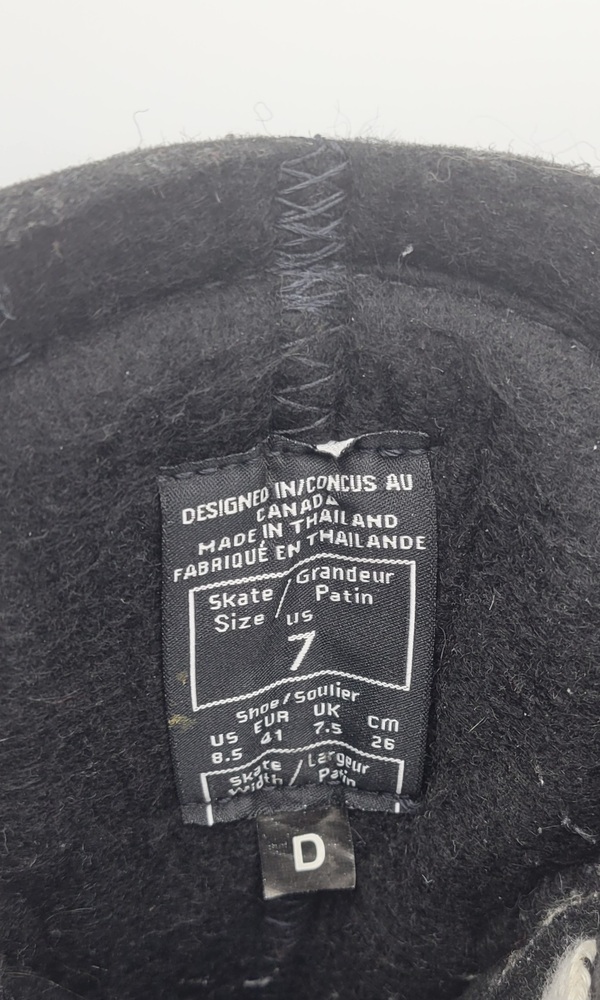 DESIGNED IN/CONCUS AU
CANADA
MADE IN THAILAND
FABRIQUÉ EN THAILANDE
Skate / Grandeur
Size / Patin
US
7
Shoe/Soulier
US EUR UK cm
8.5 41 7.5 26
Skate / Largeur
Width / Patin
D